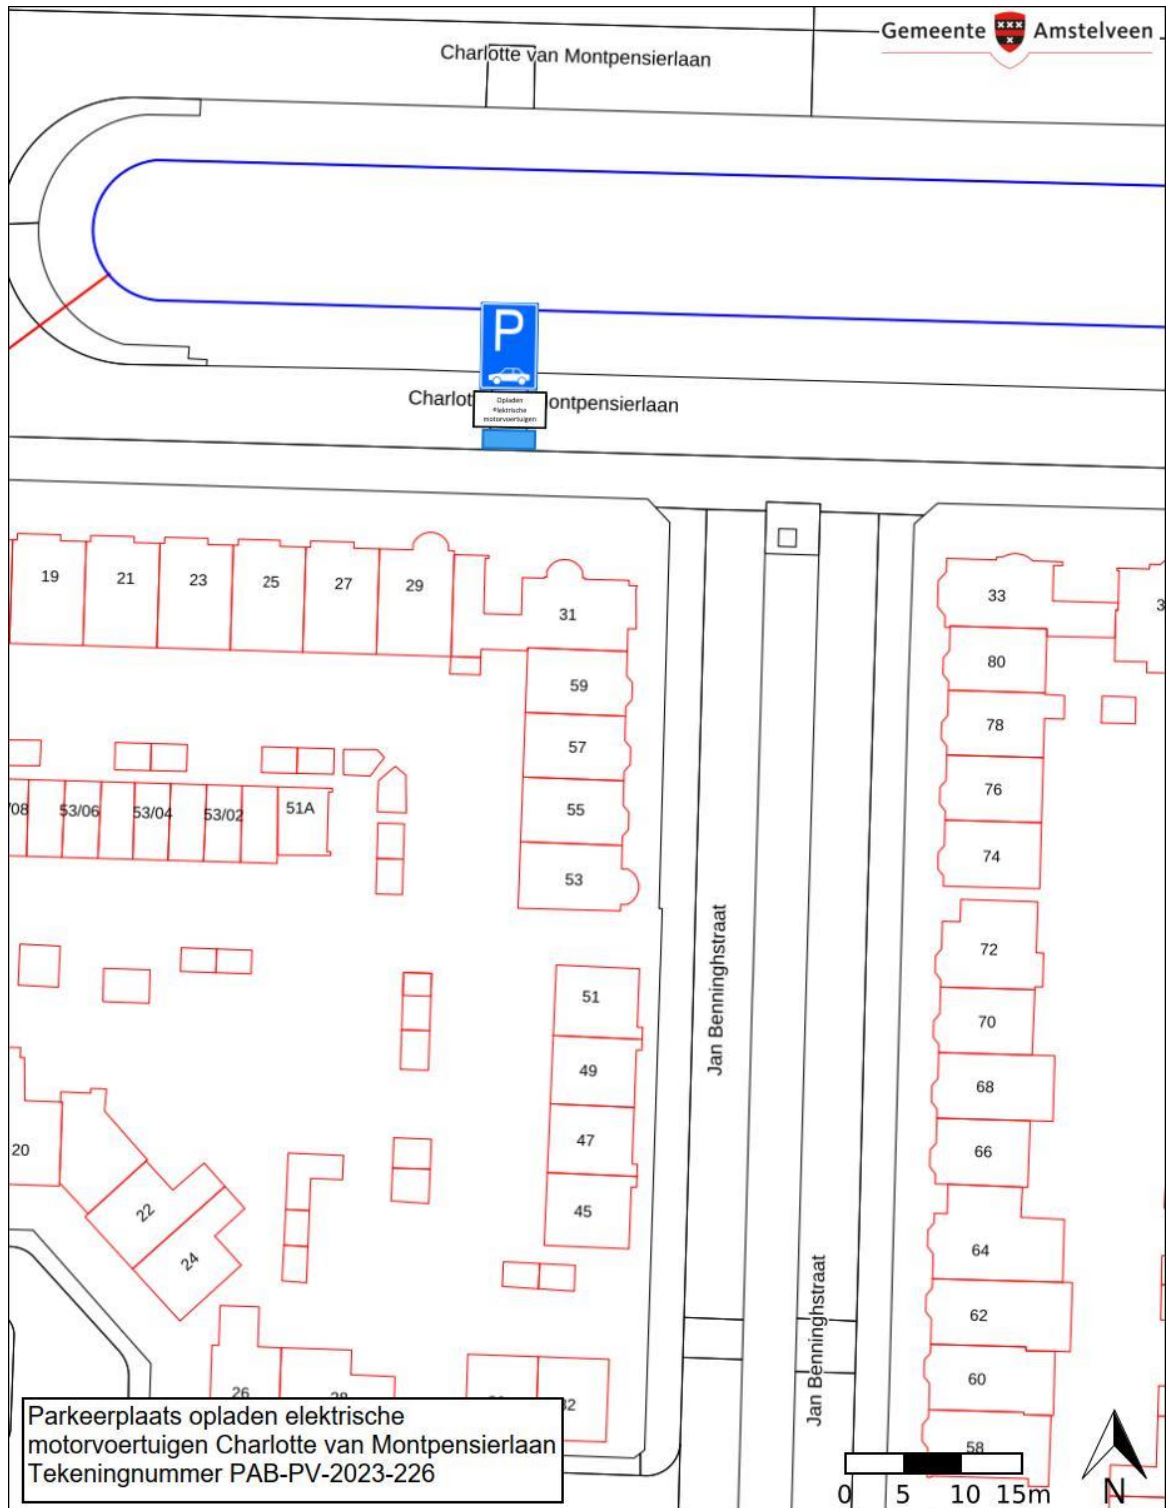 Gemeente Amstelveen
Charlotte van Montpensierlaan
P
Opladen
elektrische
motorvoertuigen
19
21
23
25
27
29
31
33
59
57
55
53
80
78
76
74
53/06
53/04
53/02
51A
72
70
68
66
51
49
47
45
Jan Benninghstraat
20
22
24
64
62
60
58
Jan Benninghstraat
26
Parkeerplaats opladen elektrische
motorvoertuigen Charlotte van Montpensierlaan
Tekeningnummer PAB-PV-2023-226
0 5 10 15m
N